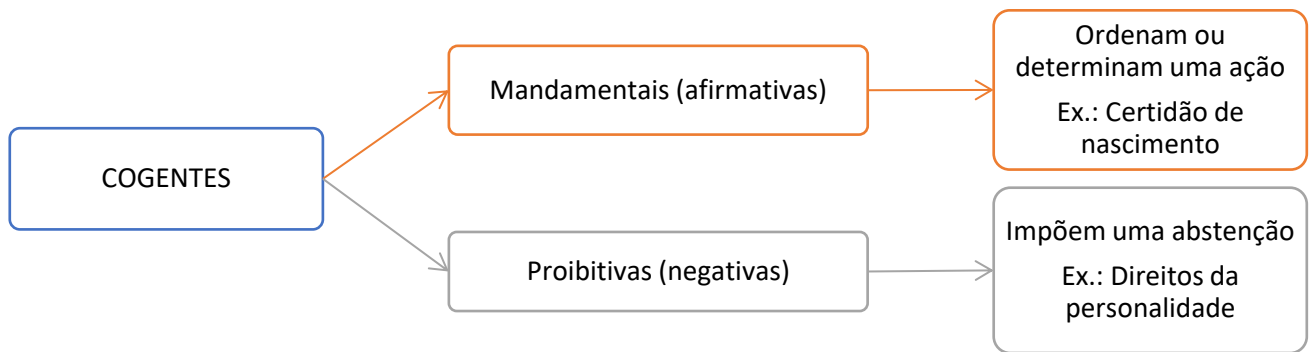 COGENTES
Mandamentais (afirmativas)
Ordenam ou
determinam uma ação
Ex.: Certidão de
nascimento
Proibitivas (negativas)
Impõem uma abstenção
Ex.: Direitos da
personalidade